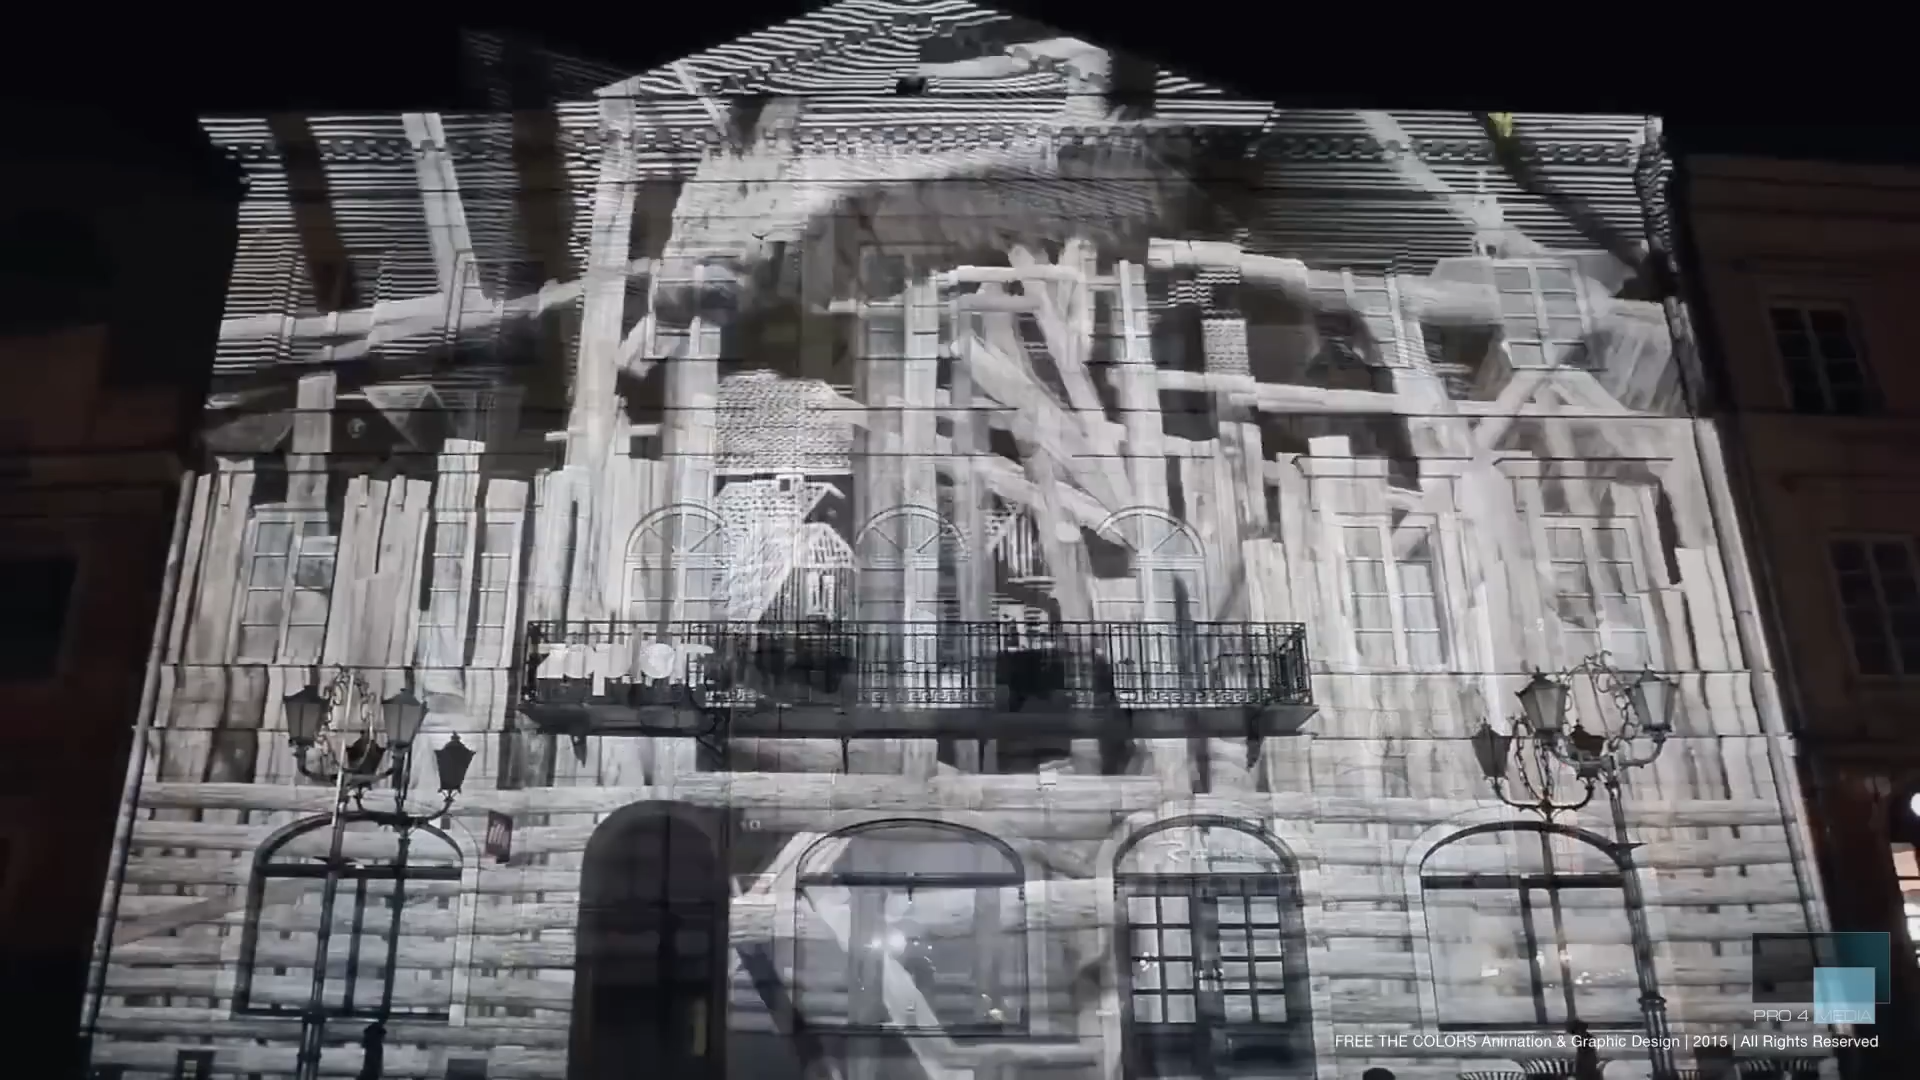 PRO 4 MEDIA
FREE THE COLORS Animation & Graphic Design | 2015 | All Rights Reserved